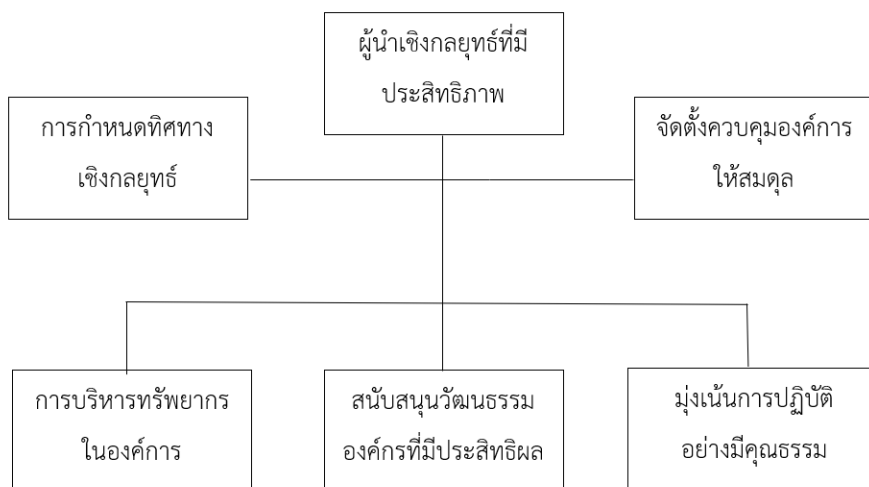 ผู้นำเชิงกลยุทธ์ที่มี
ประสิทธิภาพ
การกำหนดทิศทาง
เชิงกลยุทธ์
จัดตั้งควบคุมองค์การ
ให้สมดุล
การบริหารทรัพยากร
ในองค์การ
สนับสนุนวัฒนธรรม
องค์กรที่มีประสิทธิผล
มุ่งเน้นการปฏิบัติ
อย่างมีคุณธรรม